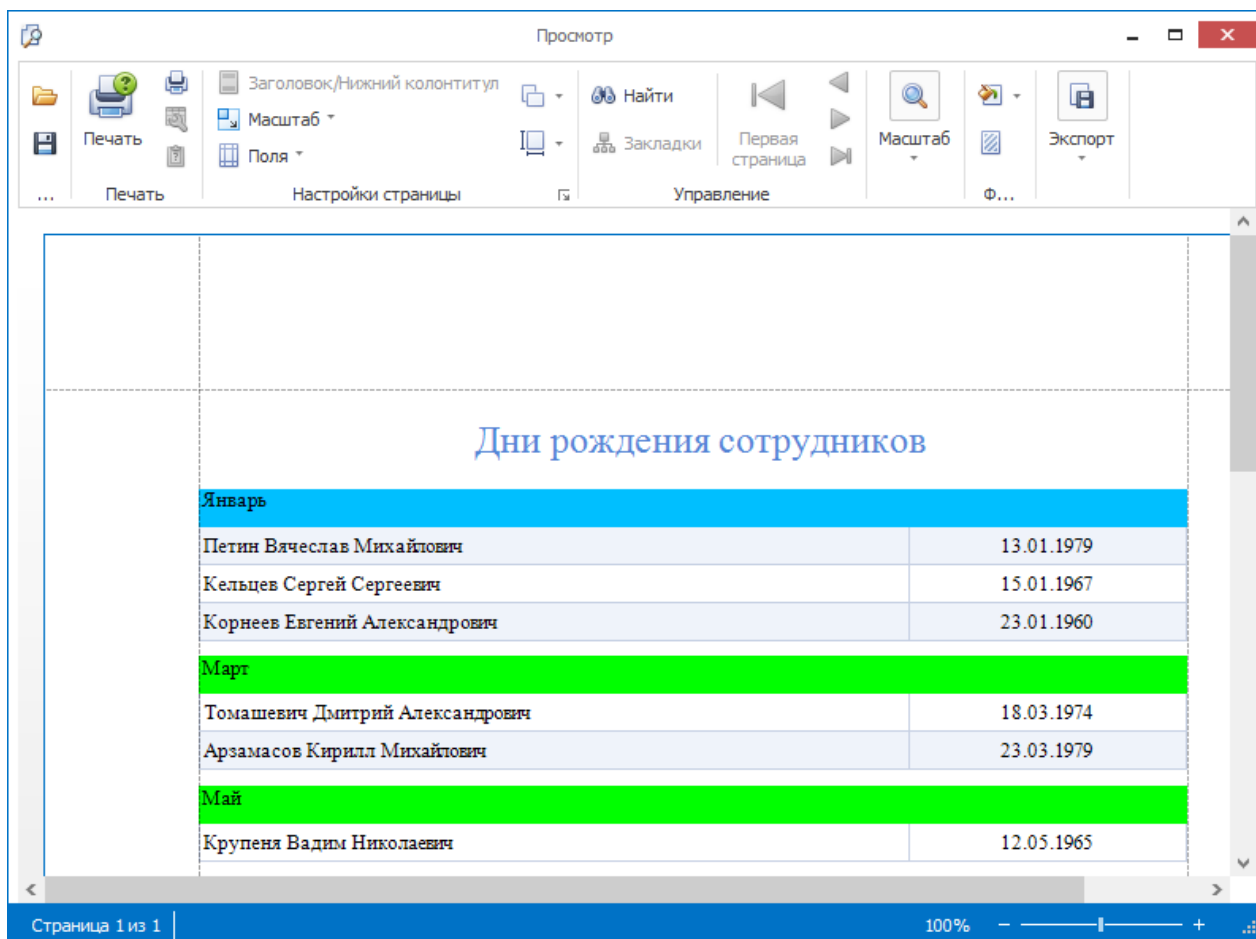 Просмотр
Заголовок/Нижний колонтитул
Масштаб
Поля
Печать
Найти
Закладки
Первая
страница
Масштаб
Экспорт
...
Печать
Настройки страницы
Управление
Ф...
Дни рождения сотрудников
Январь
Петин Вячеслав Михайлович 13.01.1979
Кельцев Сергей Сергеевич 15.01.1967
Корнеев Евгений Александрович 23.01.1960
Март
Томашевич Дмитрий Александрович 18.03.1974
Арзамасов Кирилл Михайлович 23.03.1979
Май
Крупеня Вадим Николаевич 12.05.1965
Страница 1 из 1 100%